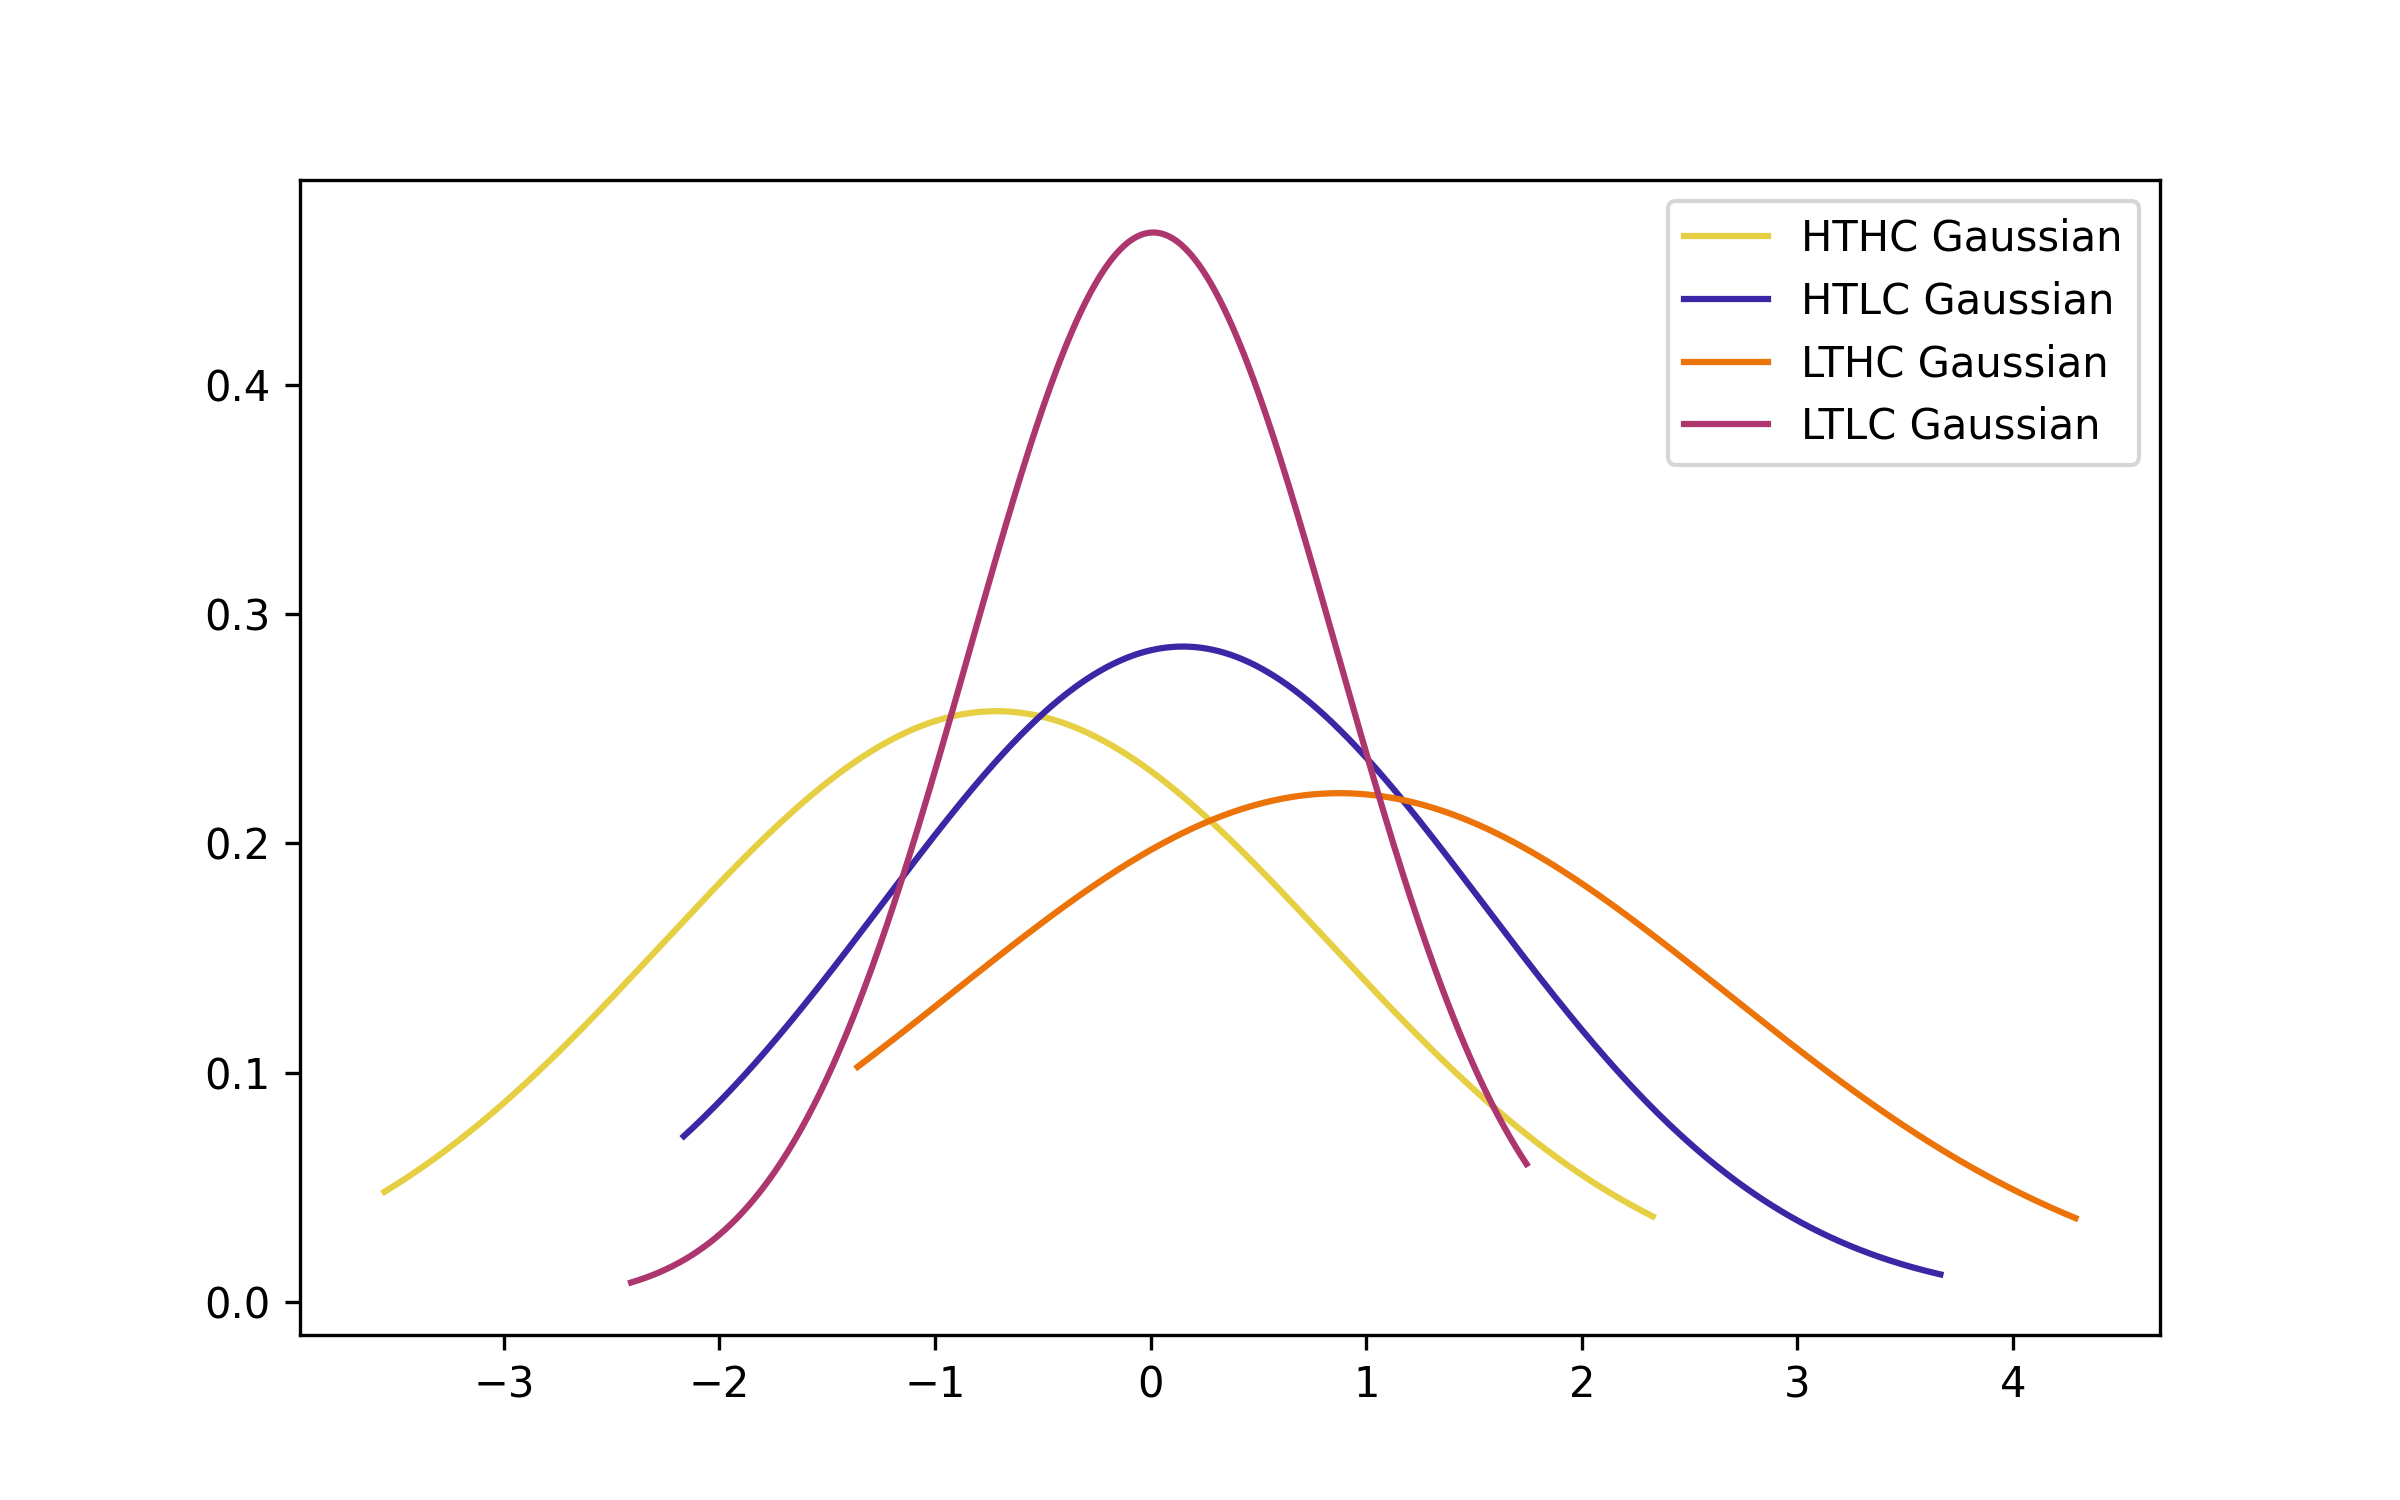 HTHC Gaussian
HTLC Gaussian
LTHC Gaussian
LTLC Gaussian
0.4
0.3
0.2
0.1
0.0
−3 −2 −1 0 1 2 3 4